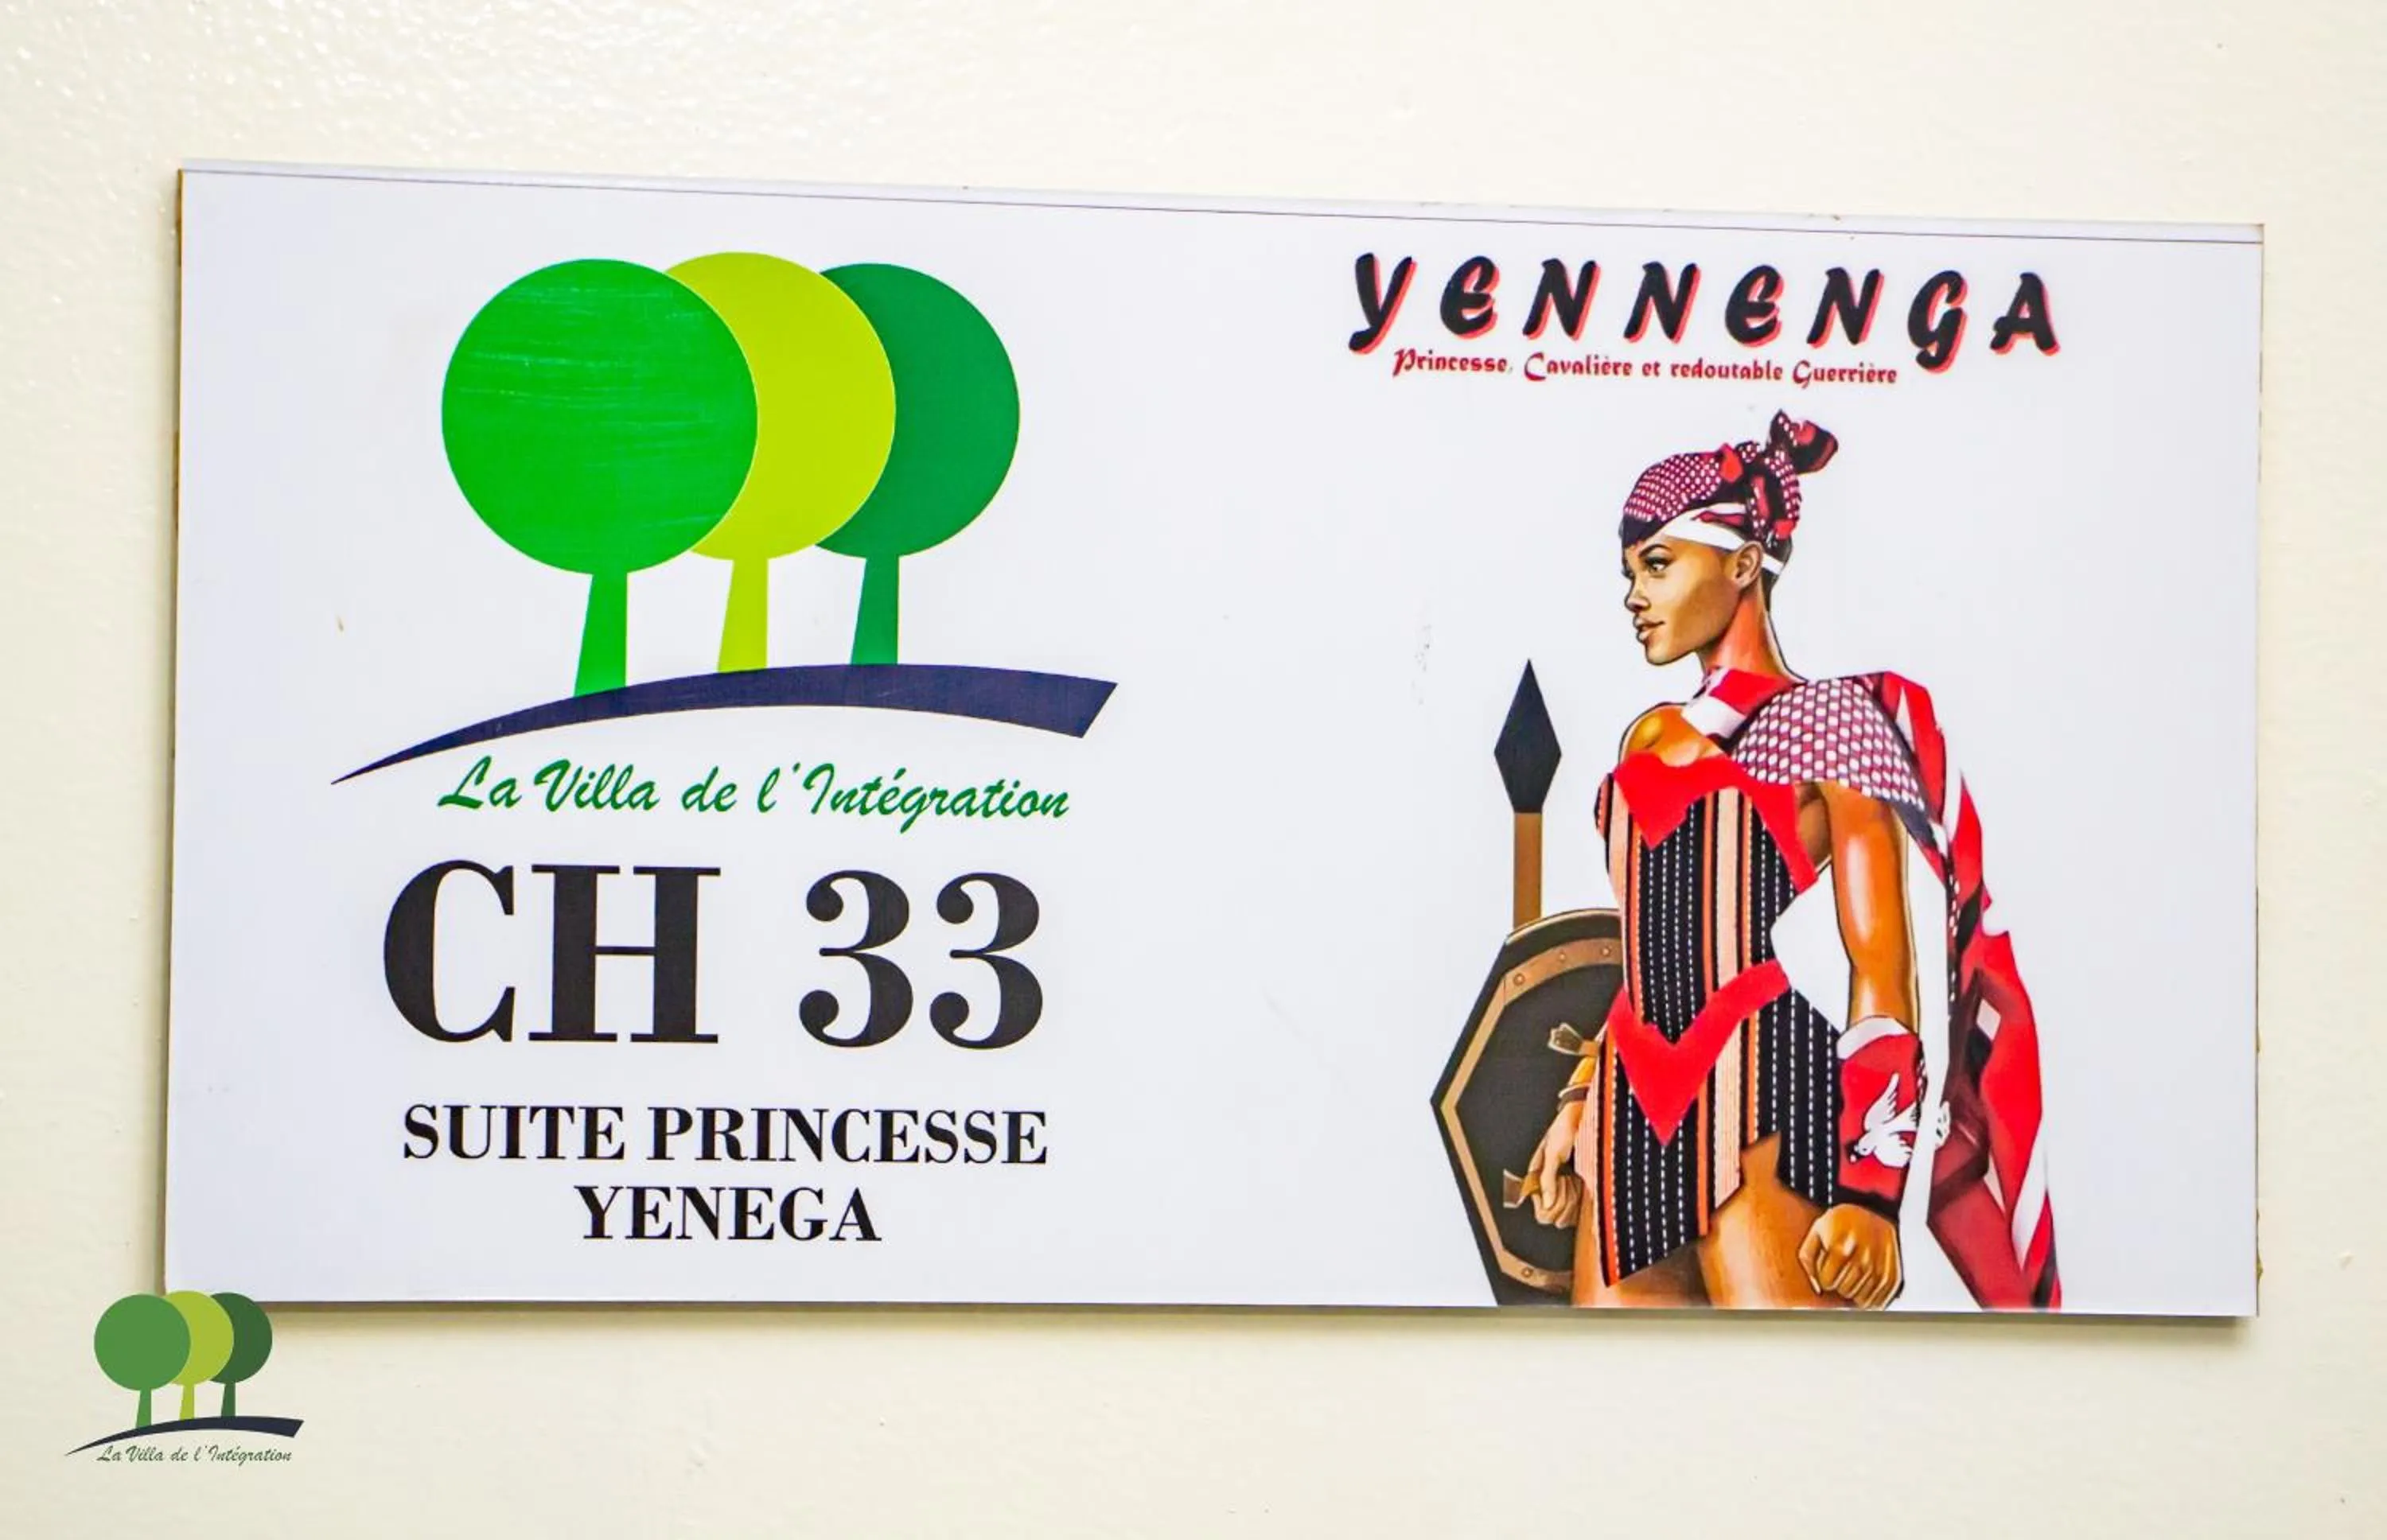 La Villa de l'Intégration
CH 33
SUITE PRINCESSE
YENEGA
YENNENGA
Princesse, Cavalière et redoutable Guerrière
La Villa de l'Intégration